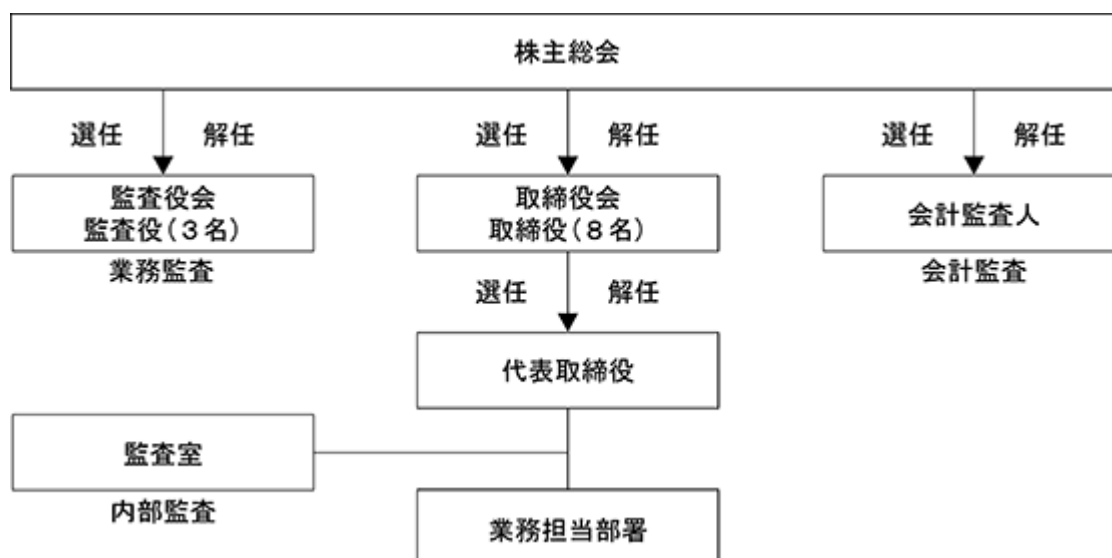 株主総会
選任 解任
選任 解任
選任 解任
監査役会
監査役(3名)
業務監査
取締役会
取締役(8名)
会計監査人
会計監査
選任 解任
代表取締役
監査室
内部監査
業務担当部署